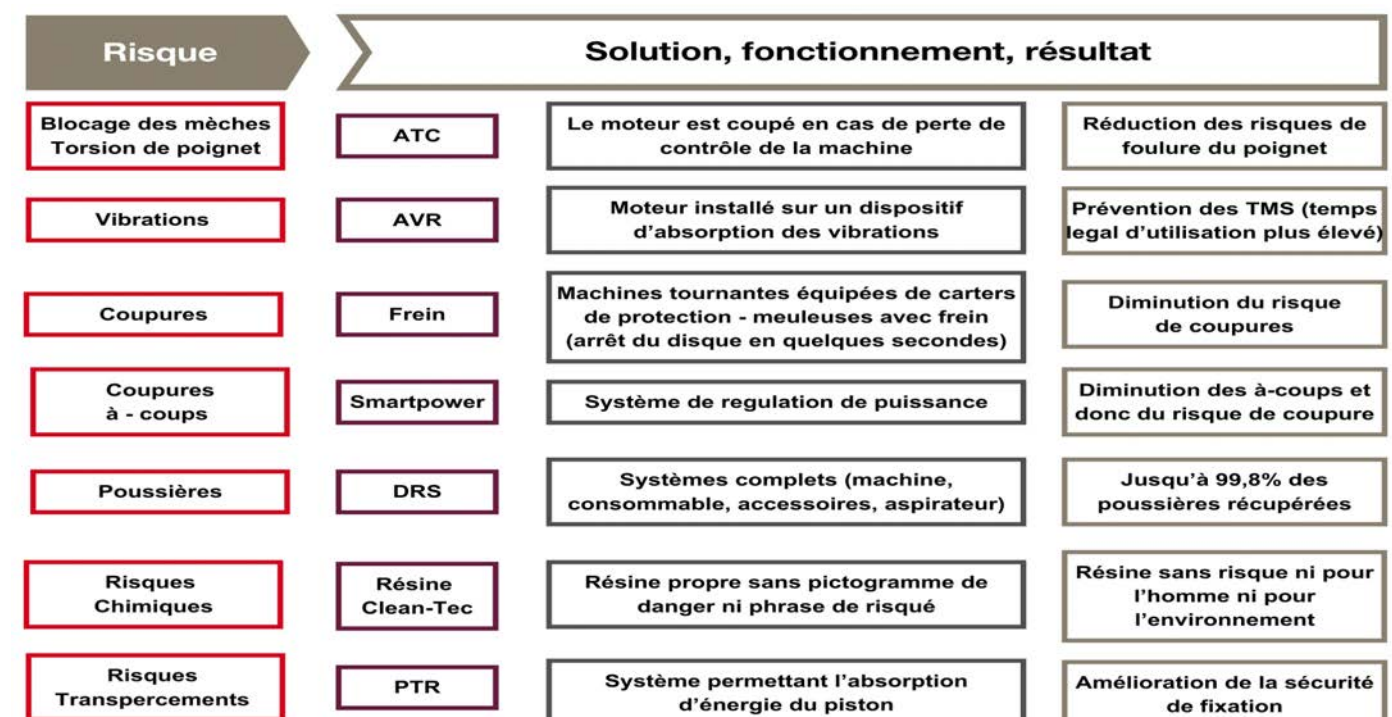 Risque
Solution, fonctionnement, résultat
Blocage des mèches
Torsion de poignet
ATC
Le moteur est coupé en cas de perte de
contrôle de la machine
Réduction des risques de
foulure du poignet
Vibrations
AVR
Moteur installé sur un dispositif
d'absorption des vibrations
Prévention des TMS (temps
legal d'utilisation plus élevé)
Coupures
Frein
Machines tournantes équipées de carters
de protection - meuleuses avec frein
(arrêt du disque en quelques secondes)
Diminution du risque
de coupures
Coupures
à - coups
Smartpower
Système de regulation de puissance
Diminution des à-coups et
donc du risque de coupure
Poussières
DRS
Systèmes complets (machine,
consommable, accessoires, aspirateur)
Jusqu'à 99,8% des
poussières récupérées
Risques
Chimiques
Résine
Clean-Tec
Résine propre sans pictogramme de
danger ni phrase de risqué
Résine sans risque ni pour
l'homme ni pour
l'environnement
Risques
Transpercements
PTR
Système permettant l'absorption
d'énergie du piston
Amélioration de la sécurité
de fixation